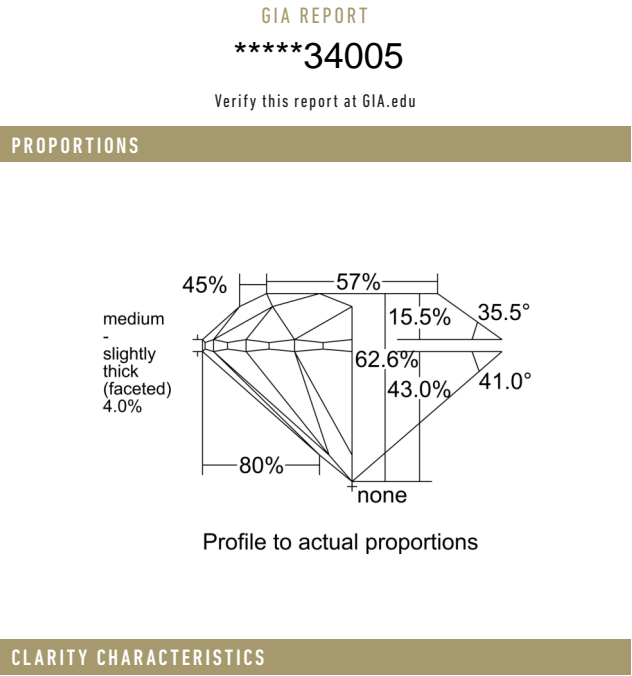 GIA REPORT
*****34005
Verify this report at GIA.edu
PROPORTIONS
45%
57%
medium
-
slightly
thick
(faceted)
4.0%
15.5%
35.5°
62.6%
43.0%
41.0°
80%
none
Profile to actual proportions
CLARITY CHARACTERISTICS